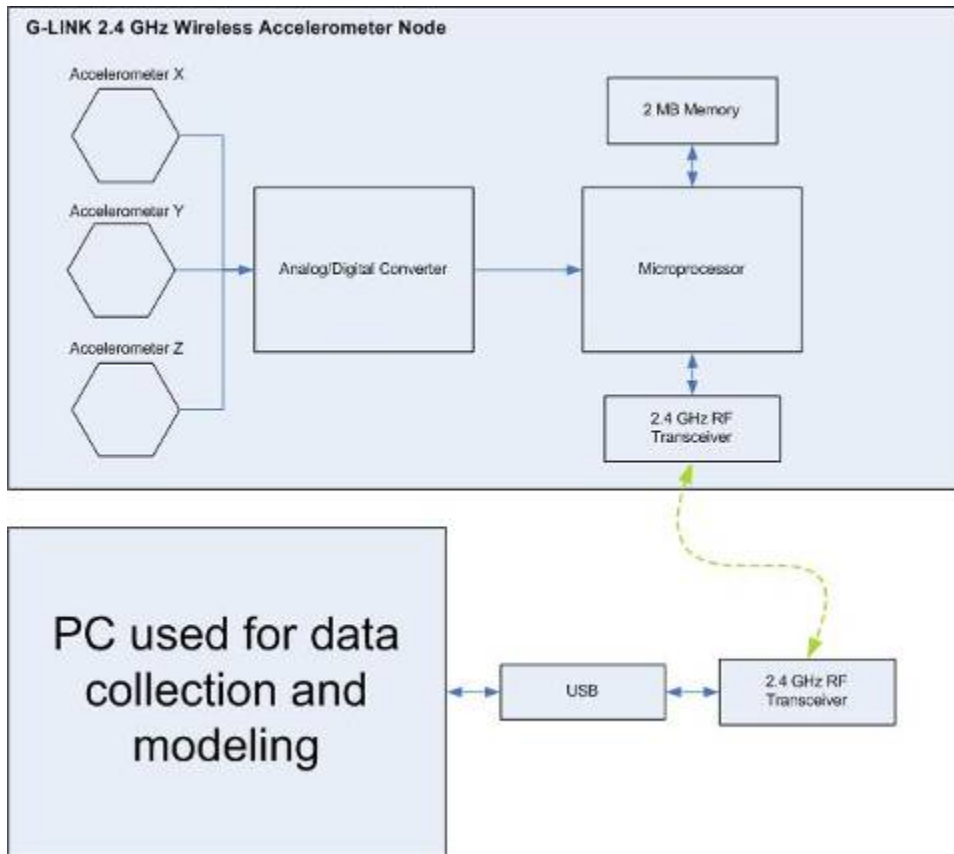 G-LINK 2.4 GHz Wireless Accelerometer Node
Accelerometer X
2 MB Memory
Accelerometer Y
Analog/Digital Converter
Microprocessor
Accelerometer Z
2.4 GHz RF
Transceiver
PC used for data
collection and
modeling
USB
2.4 GHz RF
Transceiver